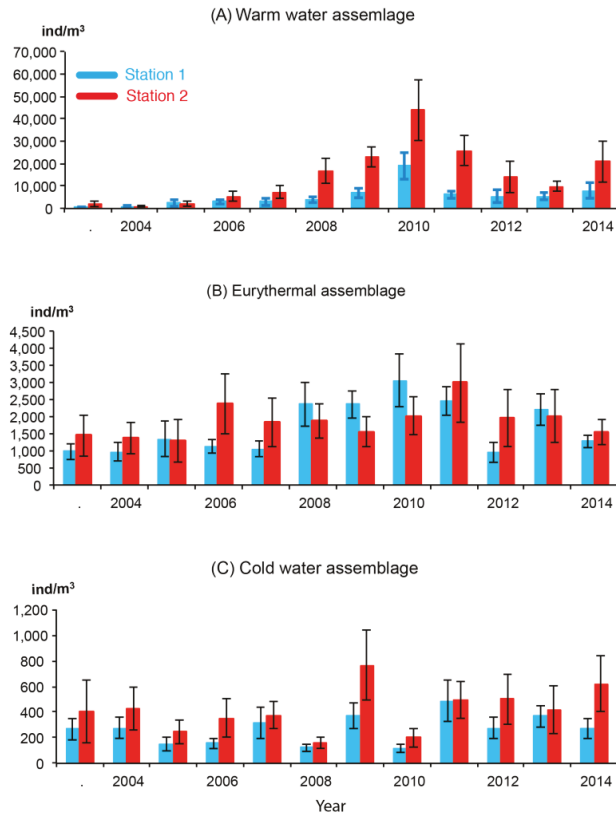 (A) Warm water assemlage
ind/m³
70,000
60,000
50,000
40,000
30,000
20,000
10,000
0
Station 1
Station 2
. 2004 2006 2008 2010 2012 2014
(B) Eurythermal assemblage
ind/m³
4,500
4,000
3,500
3,000
2,500
2,000
1,500
1,000
500
0
. 2004 2006 2008 2010 2012 2014
(C) Cold water assemblage
ind/m³
1,200
1,000
800
600
400
200
0
. 2004 2006 2008 2010 2012 2014
Year